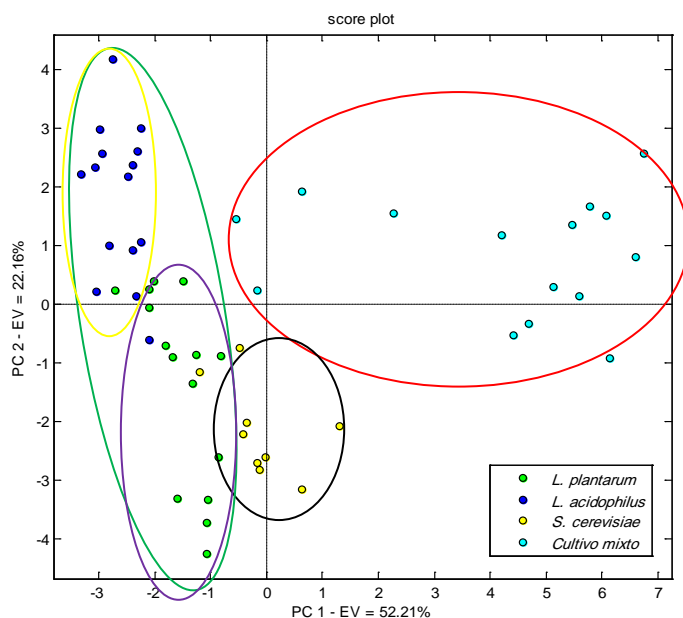 score plot
PC 2 - EV = 22.16%
4
3
2
1
0
-1
-2
-3
-4
L. plantarum
L. acidophilus
S. cerevisiae
Cultivo mixto
-3 -2 -1 0 1 2 3 4 5 6 7
PC 1 - EV = 52.21%